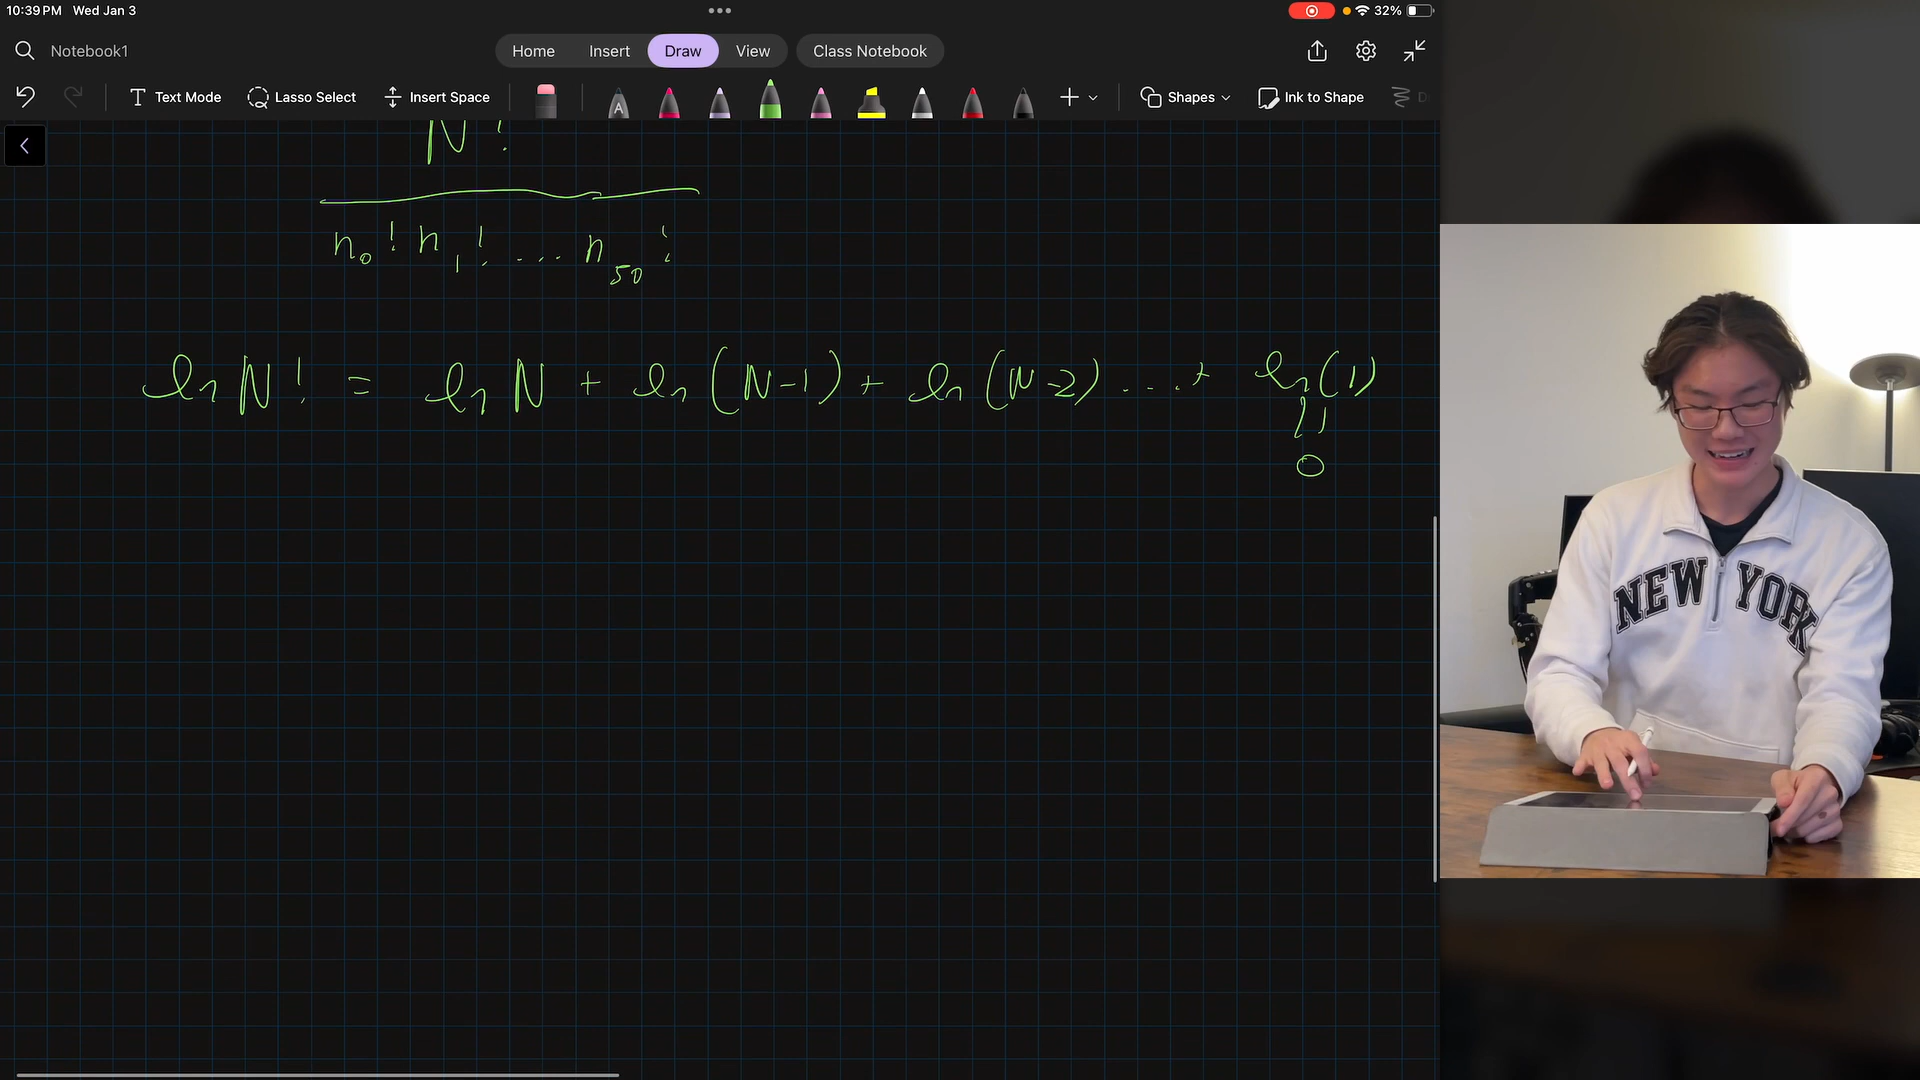 10:39 PM Wed Jan 3
32%
Notebook1
Home Insert Draw View Class Notebook
Text Mode Lasso Select Insert Space A Shapes Ink to Shape D
N!
n₀! n₁! .... n₅₀!
ln N! = ln N + ln (N-1) + ln (N-2) ...+ ln(1)
||
0
NEW YORK